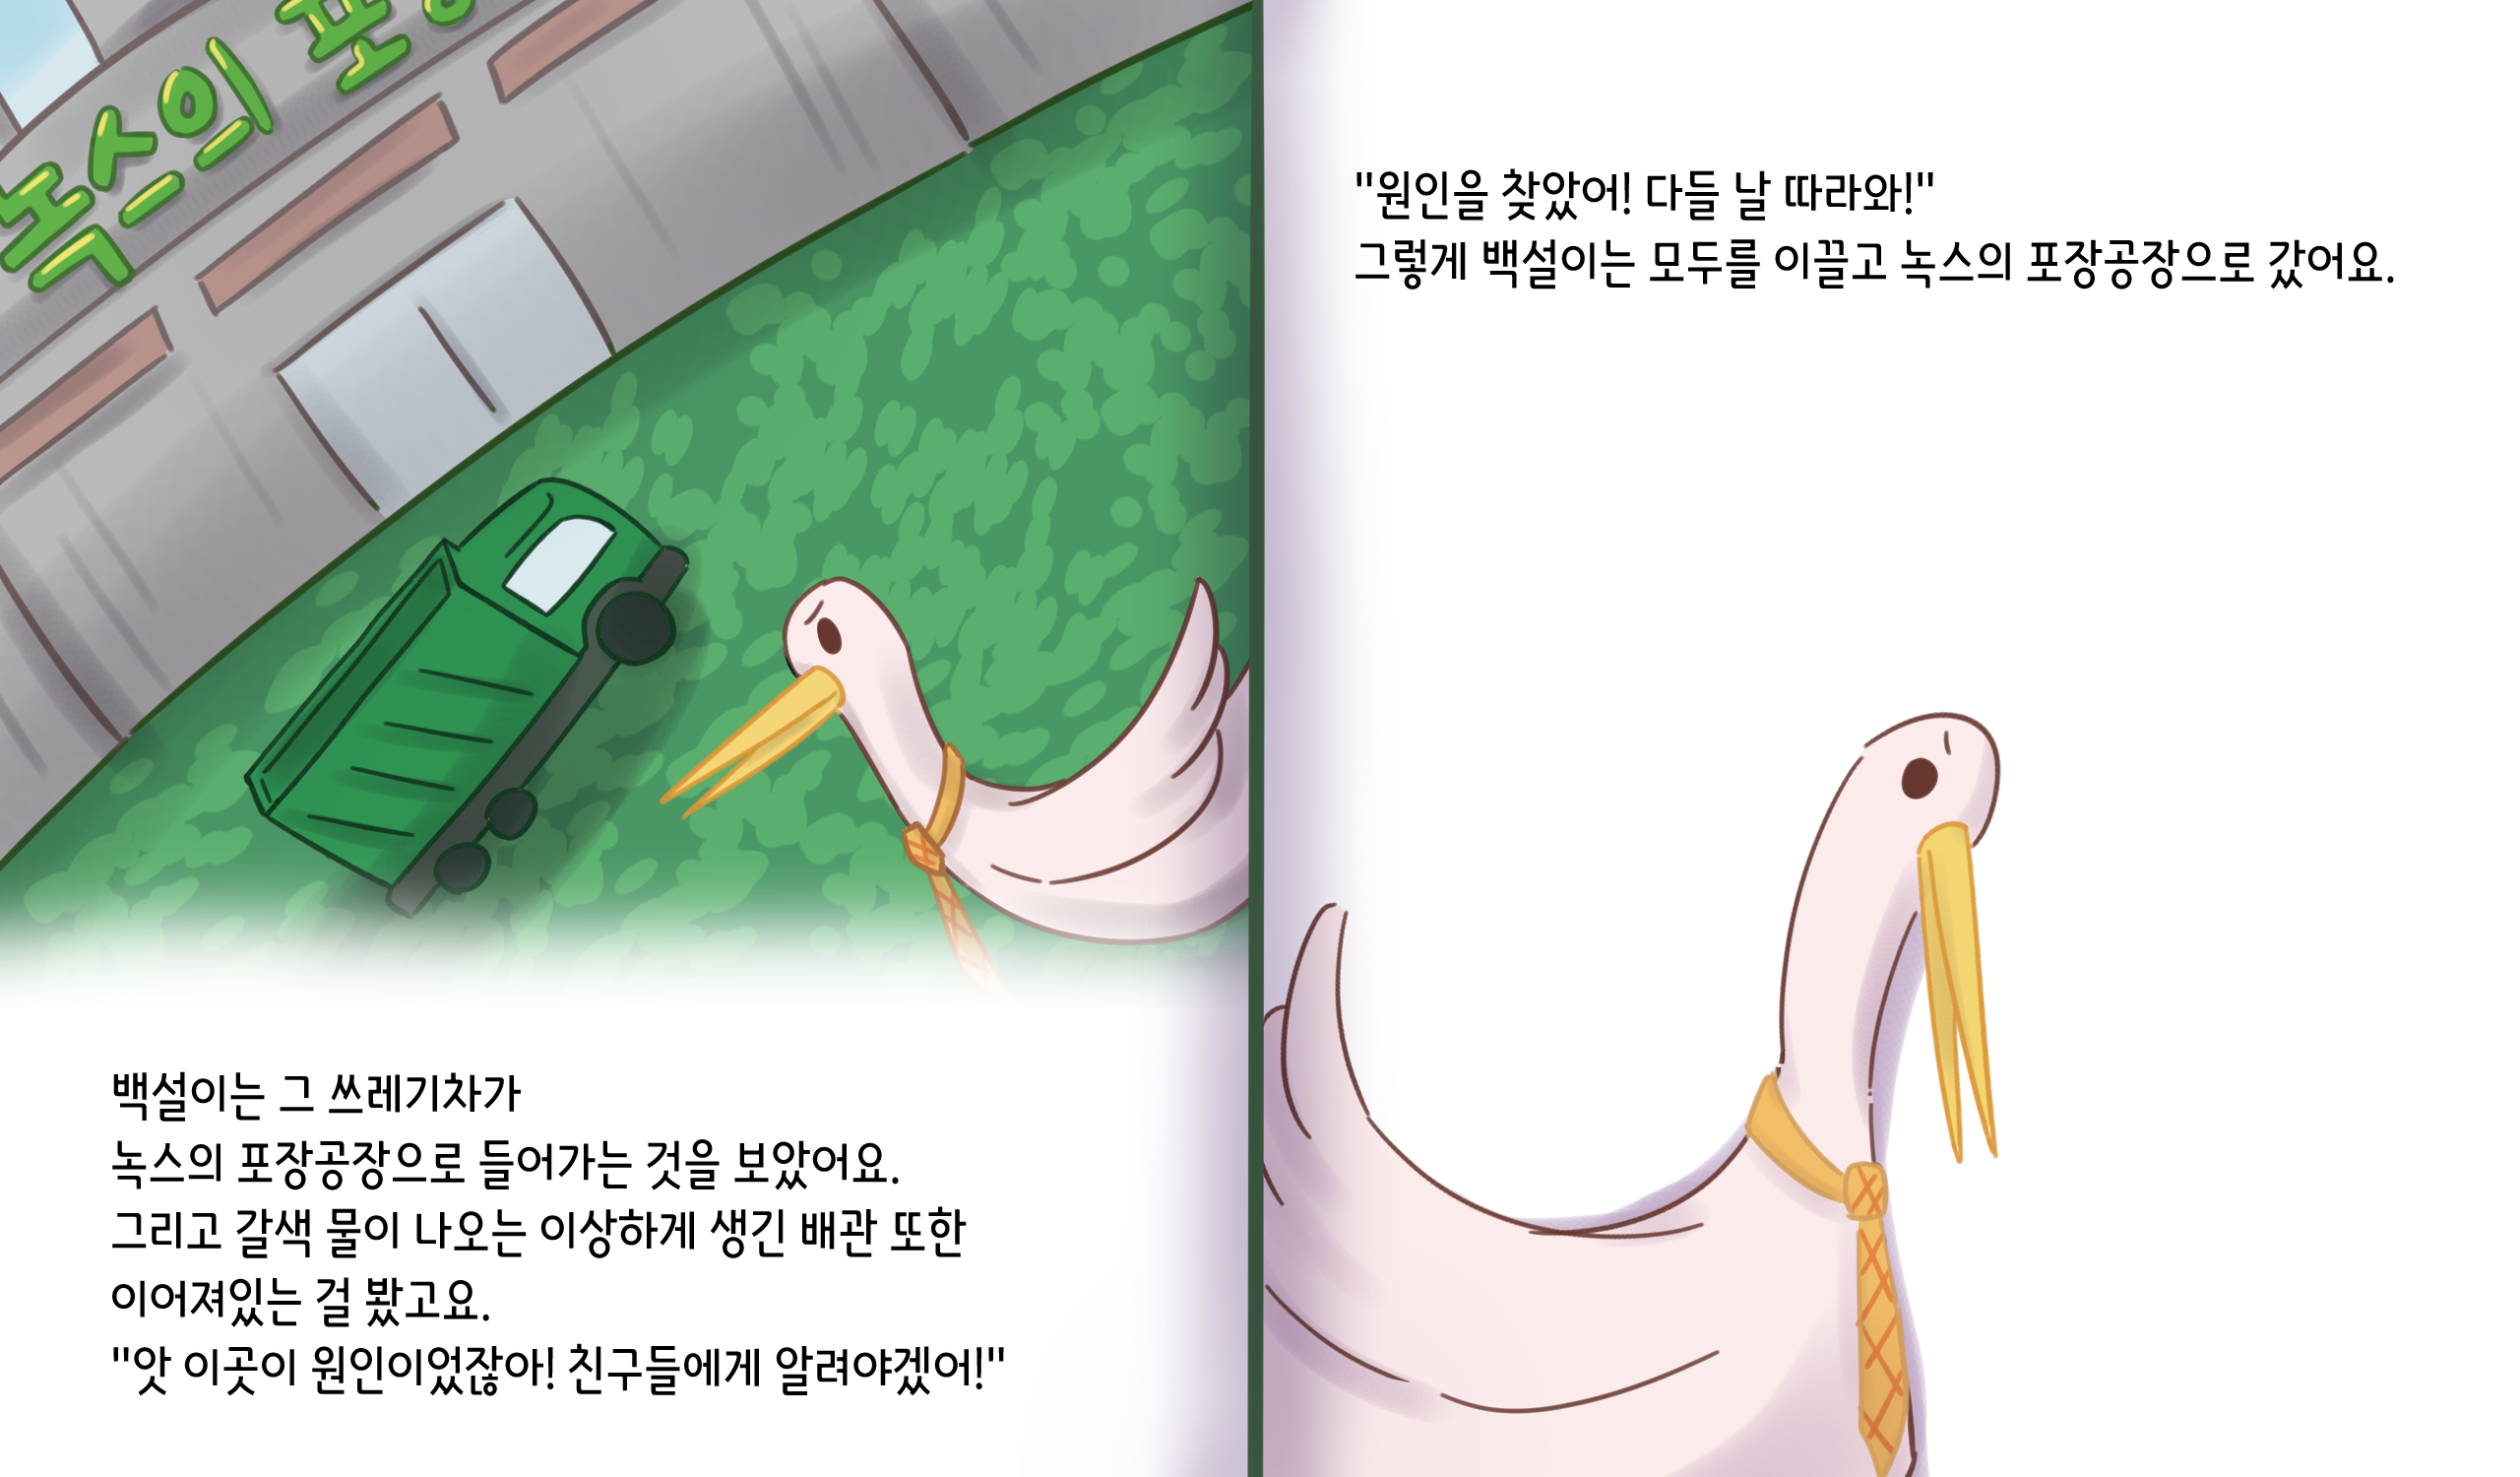 녹스의 포장
백설이는 그 쓰레기차가
녹스의 포장공장으로 들어가는 것을 보았어요.
그리고 갈색 물이 나오는 이상하게 생긴 배관 또한
이어져있는 걸 봤고요.
"앗 이곳이 원인이었잖아! 친구들에게 알려야겠어!"
"원인을 찾았어! 다들 날 따라와!"
그렇게 백설이는 모두를 이끌고 녹스의 포장공장으로 갔어요.